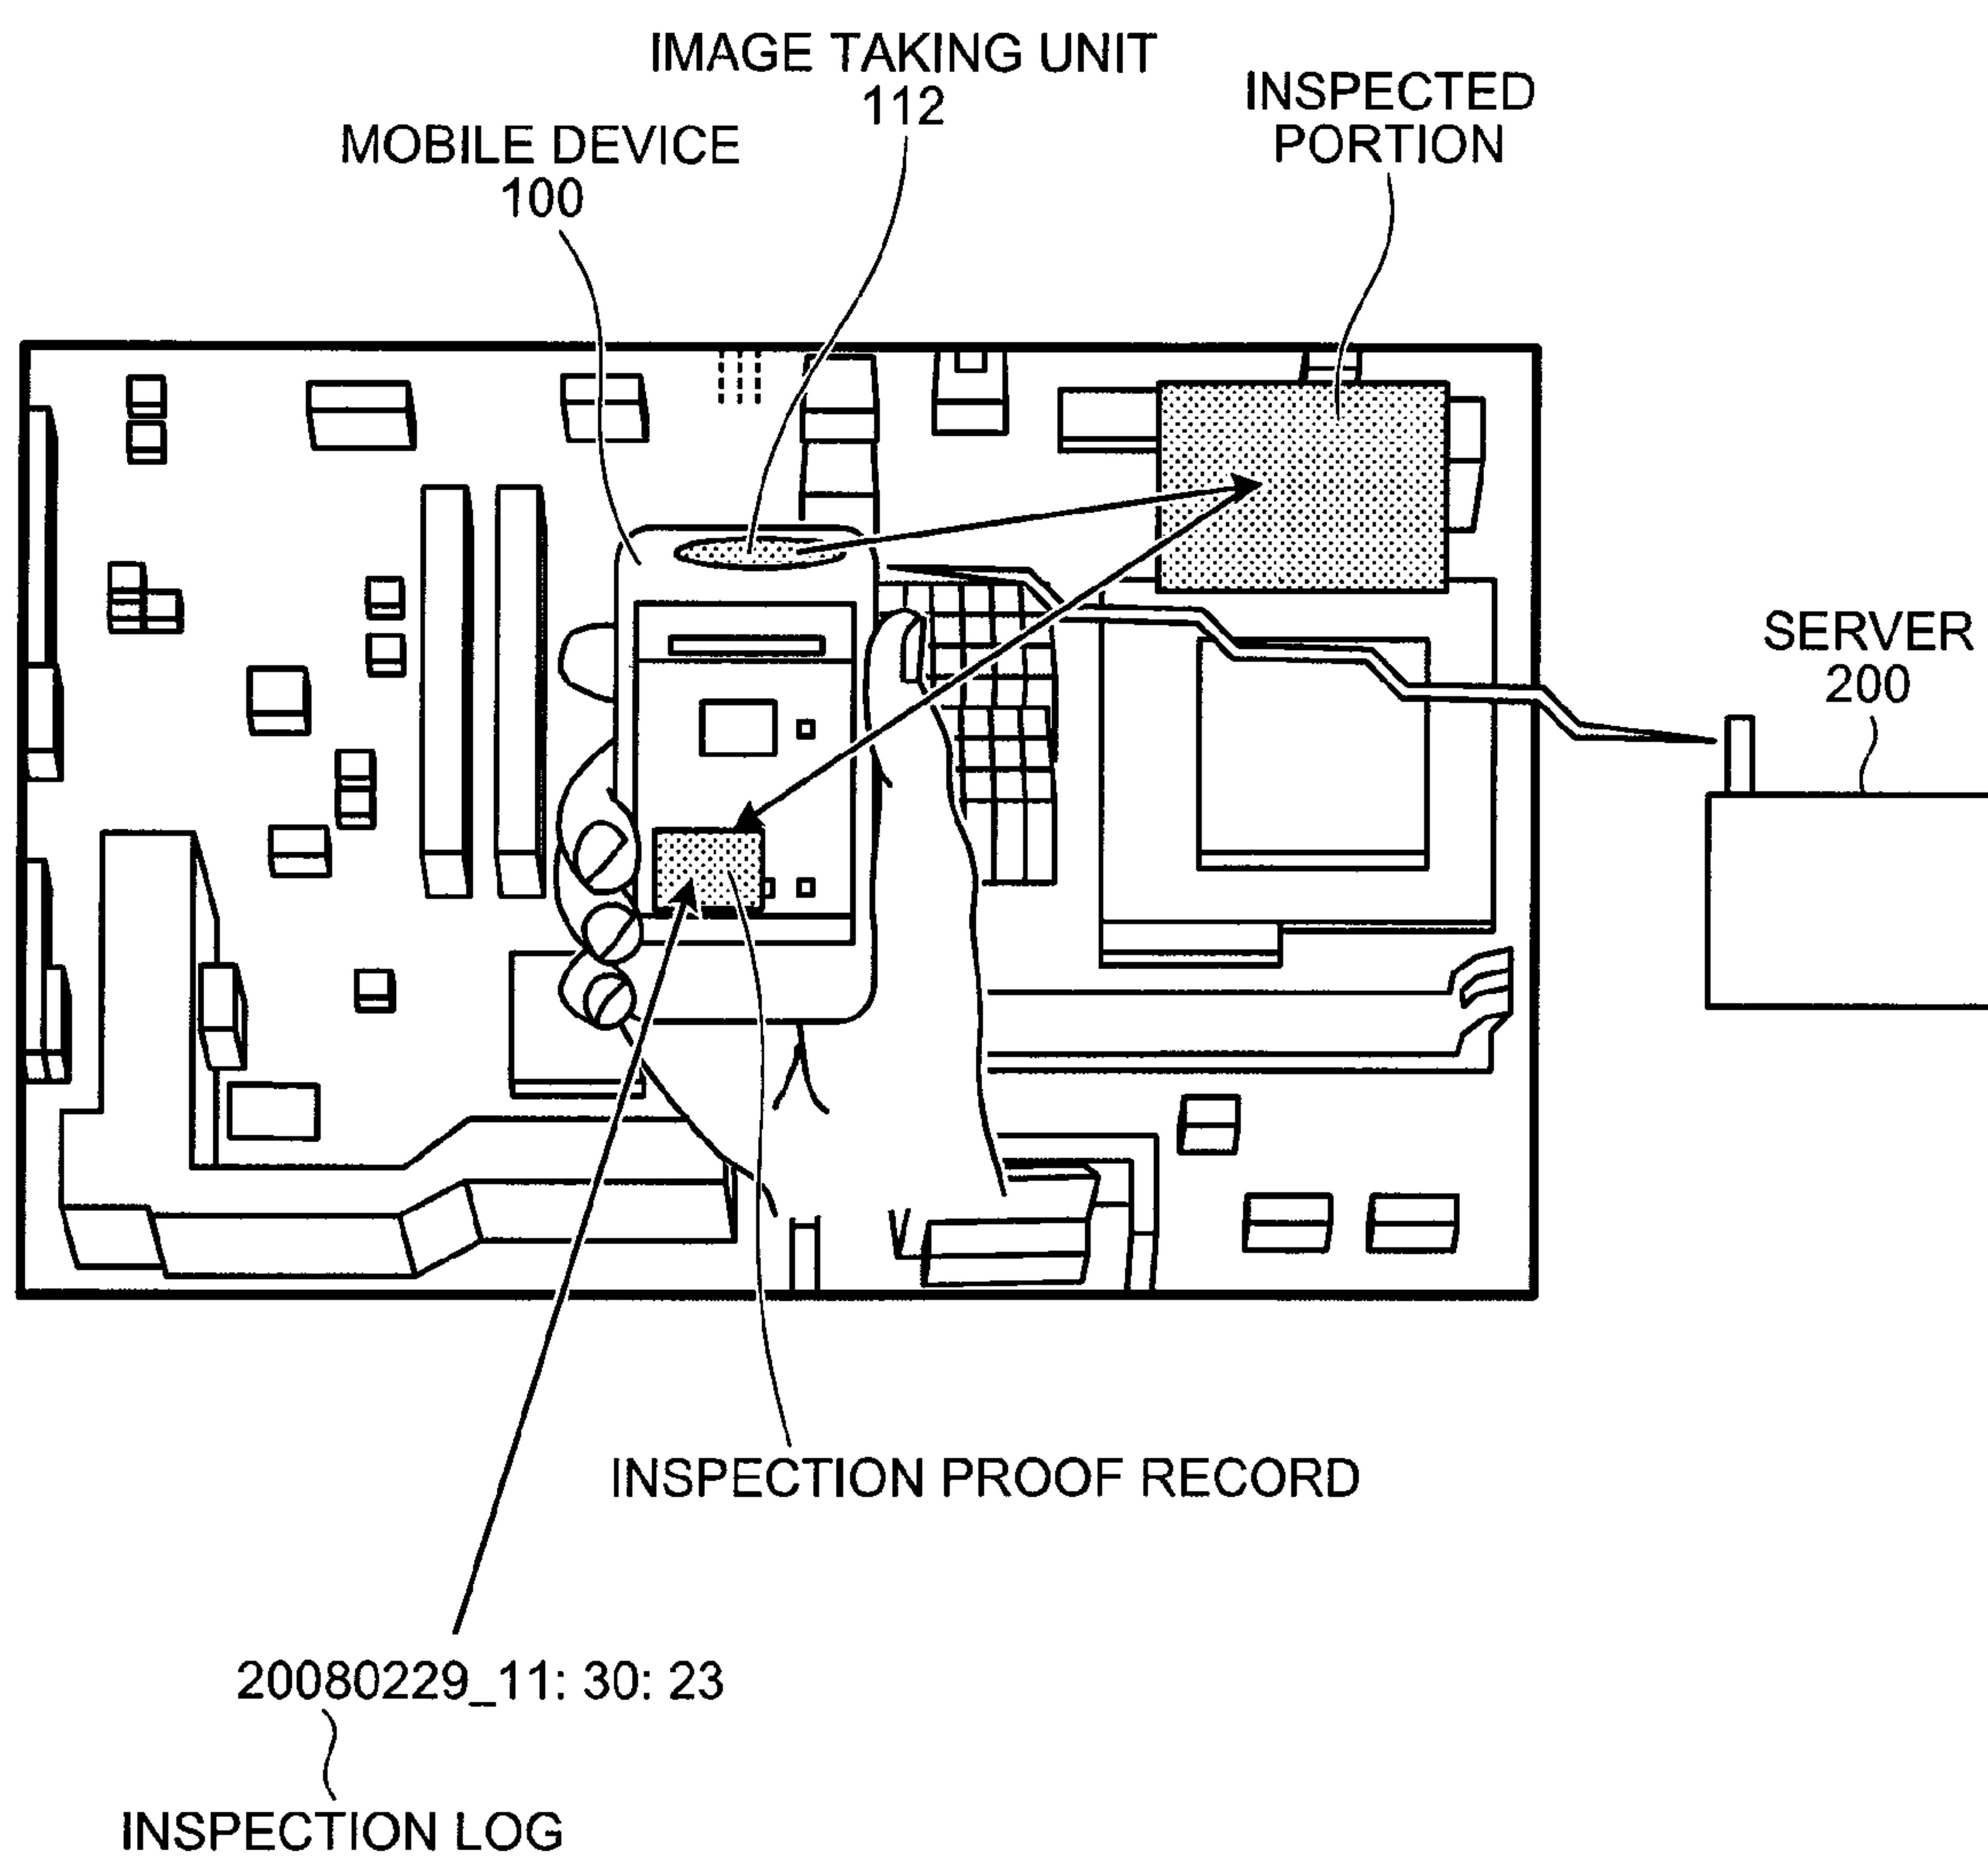 IMAGE TAKING UNIT
112
INSPECTED
PORTION
MOBILE DEVICE
100
SERVER
200
INSPECTION PROOF RECORD
20080229_11: 30: 23
INSPECTION LOG